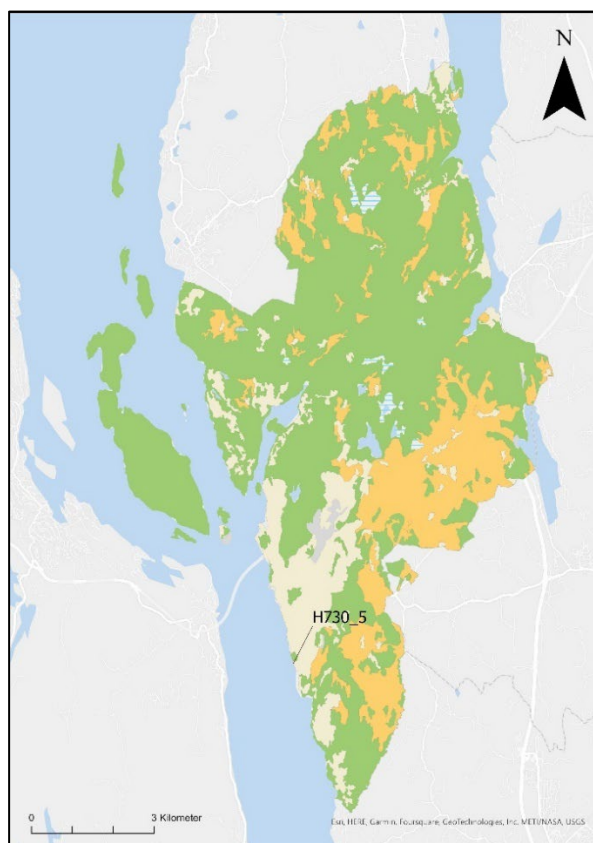 N
H730_5
0 3 Kilometer
Esri, HERE, Garmin, Foursquare, GeoTechnologies, Inc, METI/NASA, USGS